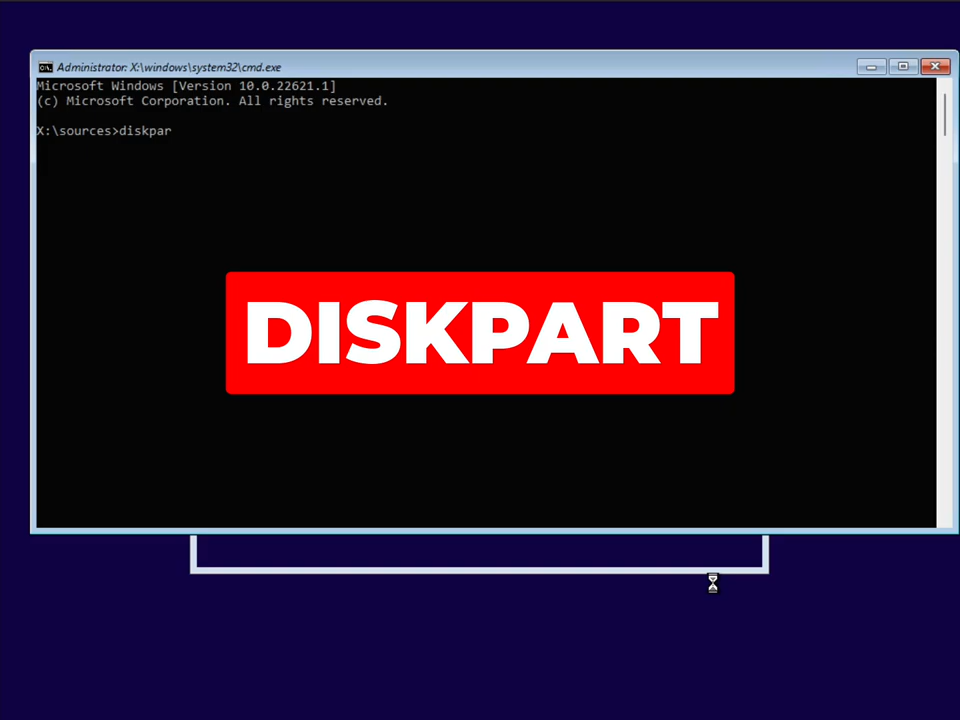 Administrator: X:\windows\system32\cmd.exe
Microsoft Windows [Version 10.0.22621.1]
(c) Microsoft Corporation. All rights reserved.
X:\sources>diskpar
DISKPART